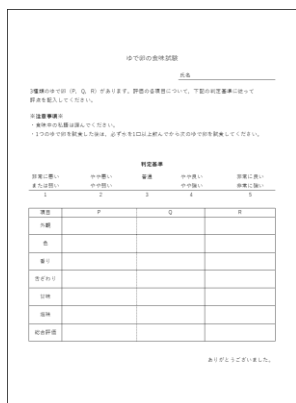 ゆで卵の食味試験
氏名
3種類のゆで卵（P、Q、R）があります。評価の各項目について、下記の判定基準に従って
評点を記入してください。
※注意事項※
・食味中の私語は慎んでください。
・1つのゆで卵を試食した後は、必ず水を1口以上飲んでから次のゆで卵を試食してください。
判定基準
非常に悪い やや悪い 普通 やや良い 非常に良い
または弱い やや弱い やや強い 非常に強い
1 2 3 4 5
項目 P Q R
外観
色
香り
舌ざわり
甘味
塩味
総合評価
ありがとうございました。